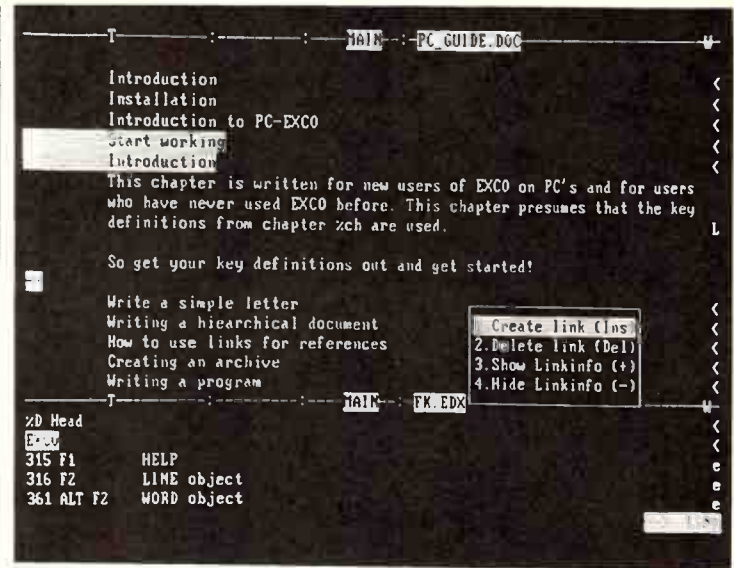 T : : MAIN : PC_GUIDE.DOC W
Introduction <
Installation <
Introduction to PC-EXCO <
Start working <
Introduction <
This chapter is written for new users of EXCO on PC's and for users
who have never used EXCO before. This chapter presumes that the key
definitions from chapter %ch are used. L
So get your key definitions out and get started!
Write a simple letter <
Writing a hiearchical document <
How to use links for references <
Creating an archive <
Writing a program <
Create link (Ins)
2.Delete link (Del)
3.Show Linkinfo (+)
4.Hide Linkinfo (-)
T : : MAIN : FK.EDX W
%D Head <
<
315 F1 HELP e
316 F2 LINE object e
361 ALT F2 WORD object e